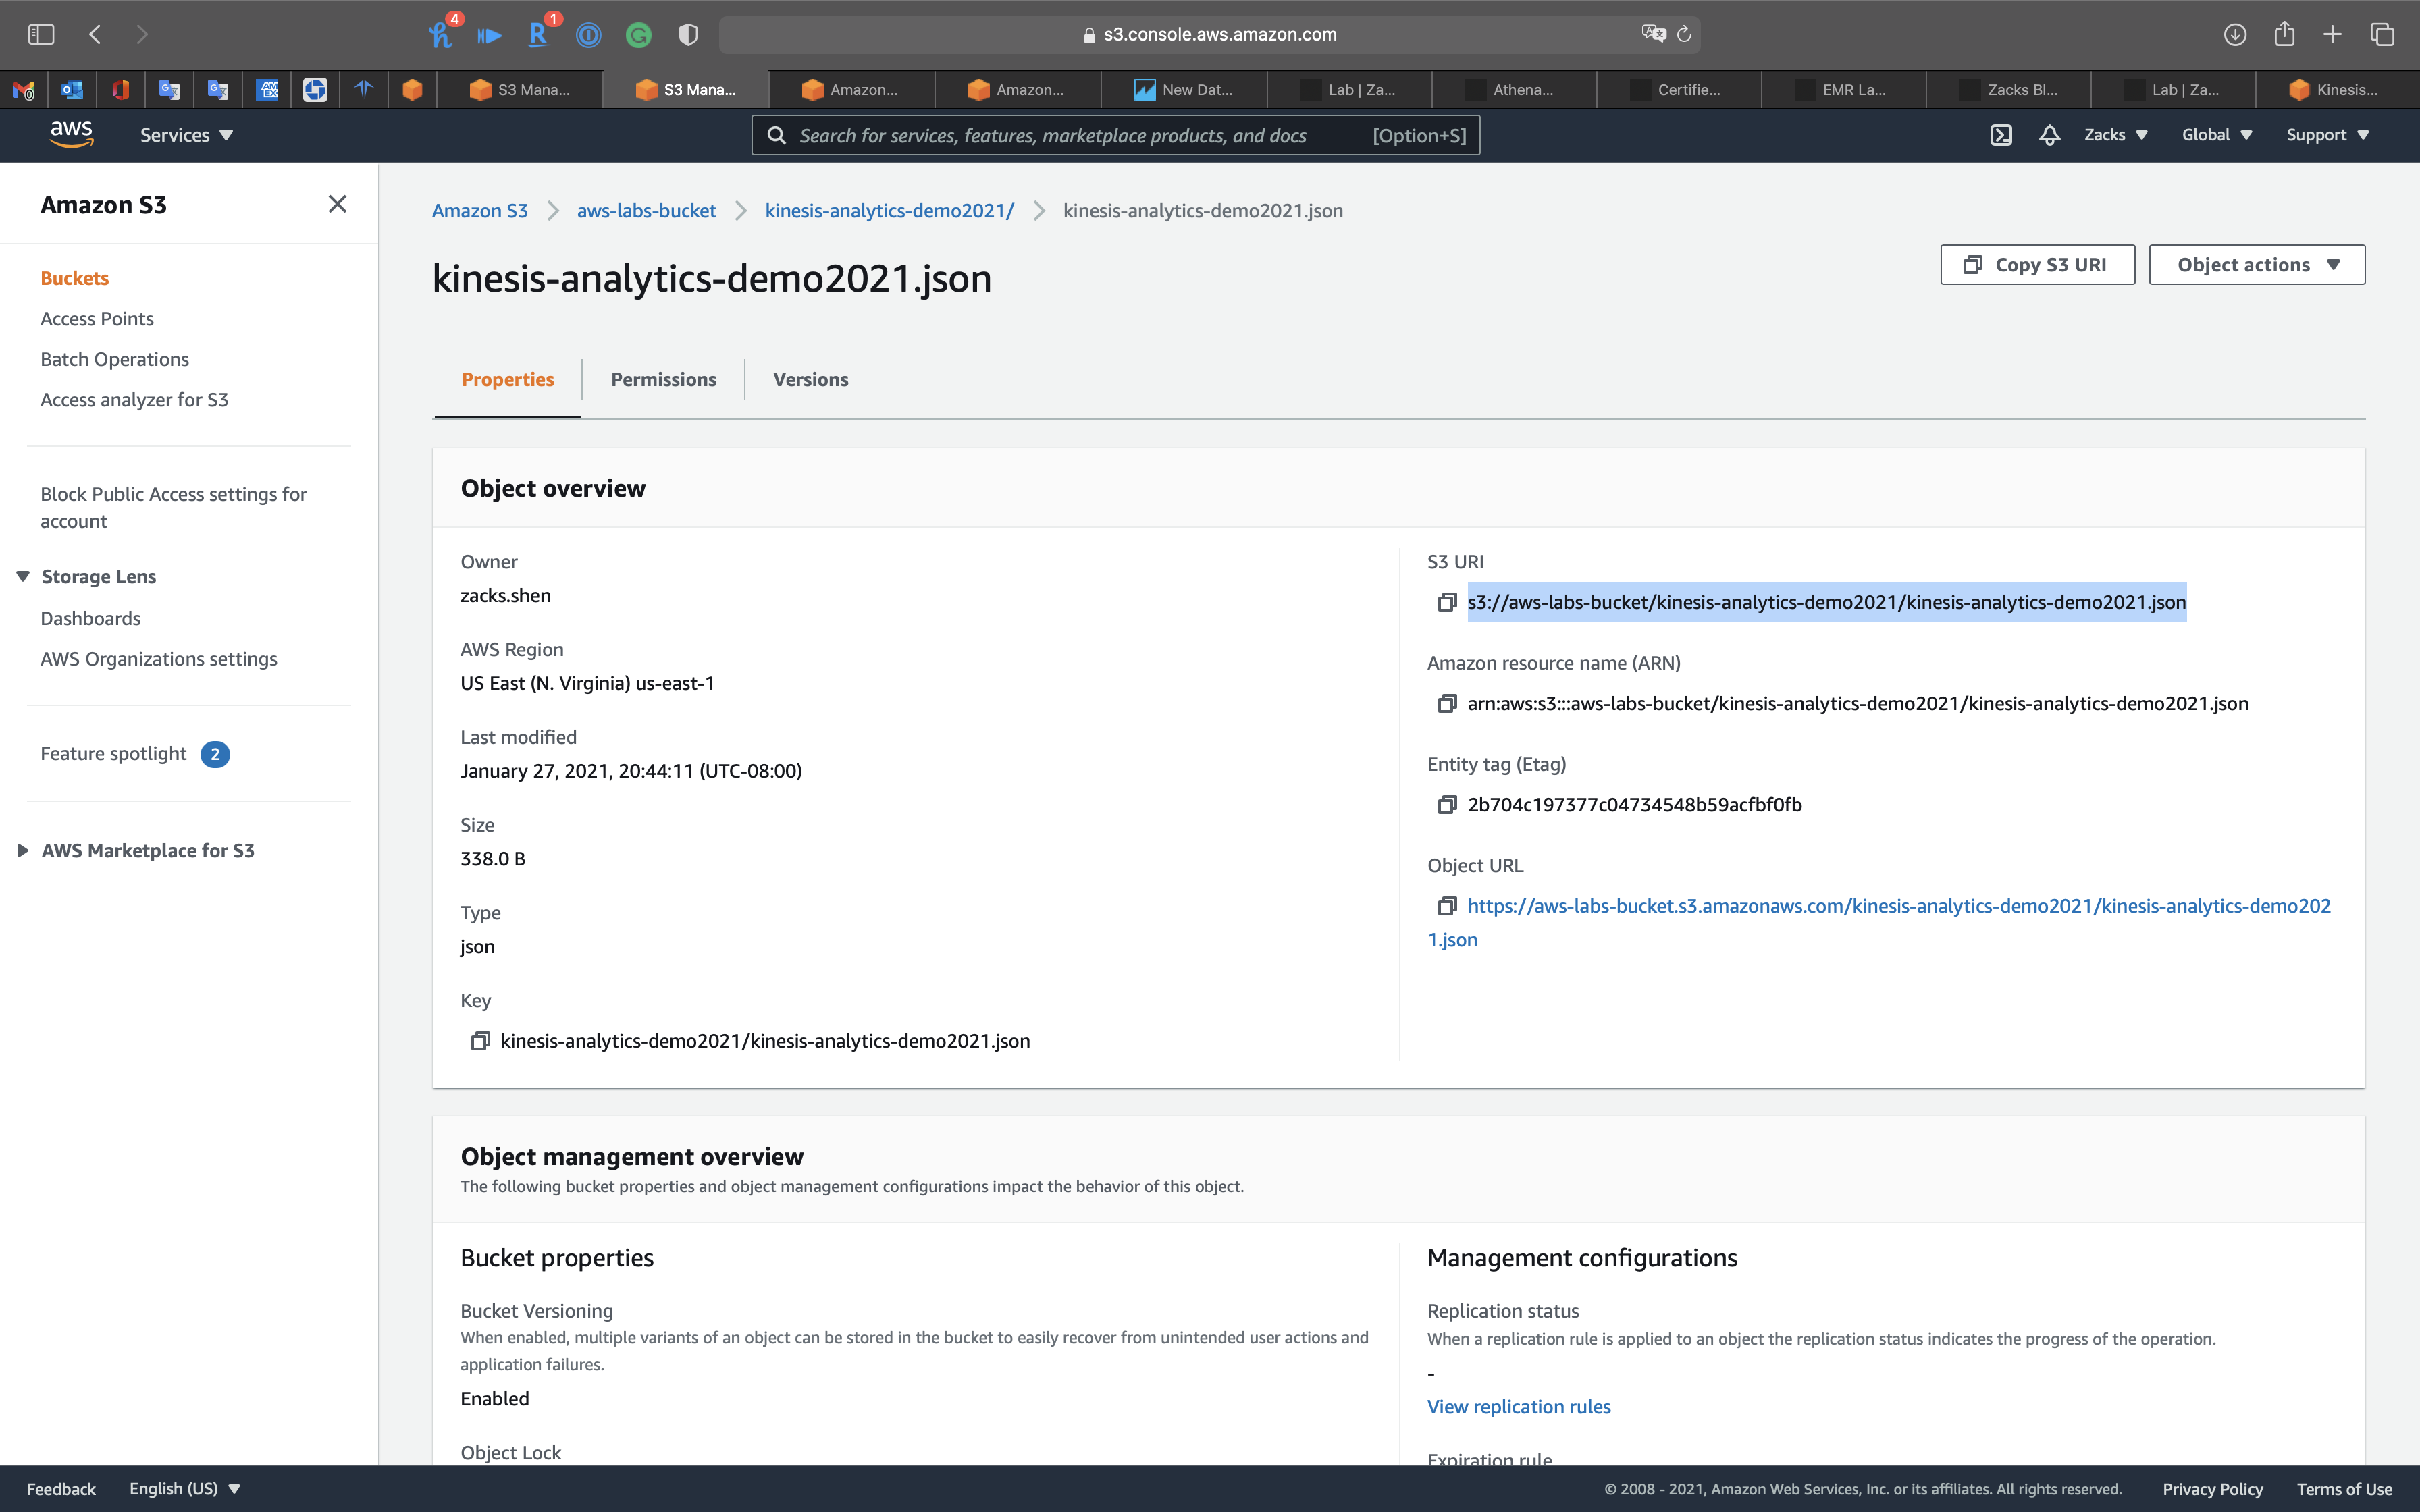 4
1
s3.console.aws.amazon.com
S3 Mana...
S3 Mana...
Amazon...
Amazon...
New Dat...
Lab | Za...
Athena...
Certifie...
EMR La...
Zacks Bl...
Lab | Za...
Kinesis...
aws
Services
Search for services, features, marketplace products, and docs [Option+S]
Zacks
Global
Support
Amazon S3
Buckets
Access Points
Batch Operations
Access analyzer for S3
Block Public Access settings for
account
Storage Lens
Dashboards
AWS Organizations settings
Feature spotlight 2
AWS Marketplace for S3
Amazon S3 > aws-labs-bucket > kinesis-analytics-demo2021/ > kinesis-analytics-demo2021.json
kinesis-analytics-demo2021.json
Copy S3 URI
Object actions
Properties
Permissions
Versions
Object overview
Owner
zacks.shen
AWS Region
US East (N. Virginia) us-east-1
Last modified
January 27, 2021, 20:44:11 (UTC-08:00)
Size
338.0 B
Type
json
Key
kinesis-analytics-demo2021/kinesis-analytics-demo2021.json
S3 URI
s3://aws-labs-bucket/kinesis-analytics-demo2021/kinesis-analytics-demo2021.json
Amazon resource name (ARN)
arn:aws:s3:::aws-labs-bucket/kinesis-analytics-demo2021/kinesis-analytics-demo2021.json
Entity tag (Etag)
2b704c197377c04734548b59acfbf0fb
Object URL
https://aws-labs-bucket.s3.amazonaws.com/kinesis-analytics-demo2021/kinesis-analytics-demo202
1.json
Object management overview
The following bucket properties and object management configurations impact the behavior of this object.
Bucket properties
Bucket Versioning
When enabled, multiple variants of an object can be stored in the bucket to easily recover from unintended user actions and
application failures.
Enabled
Object Lock
Management configurations
Replication status
When a replication rule is applied to an object the replication status indicates the progress of the operation.
-
View replication rules
Expiration rule
Feedback
English (US)
© 2008 - 2021, Amazon Web Services, Inc. or its affiliates. All rights reserved.
Privacy Policy
Terms of Use